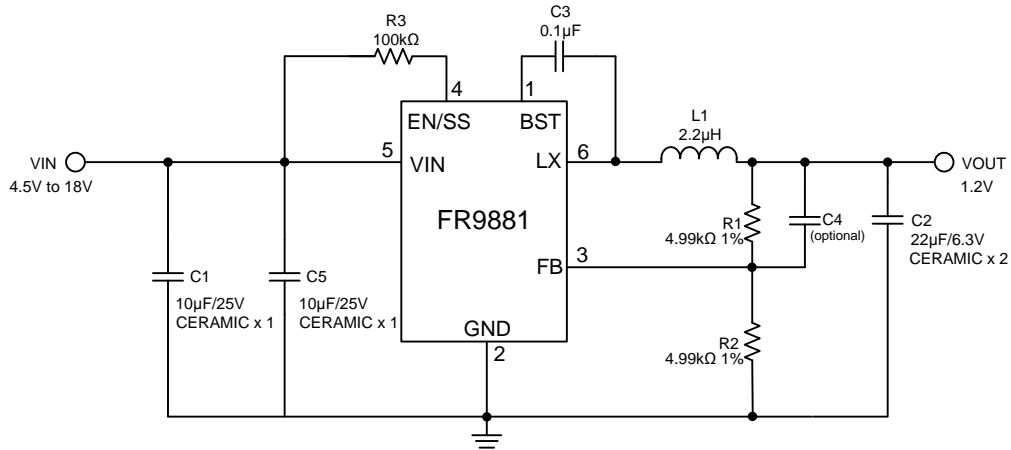 R3
100kΩ
C3
0.1µF
4
1
EN/SS
BST
L1
2.2µH
VIN
4.5V to 18V
5
VIN
LX
6
VOUT
1.2V
FR9881
R1
4.99kΩ 1%
C4
(optional)
C2
22µF/6.3V
CERAMIC x 2
FB
3
C1
10µF/25V
CERAMIC x 1
C5
10µF/25V
CERAMIC x 1
GND
2
R2
4.99kΩ 1%